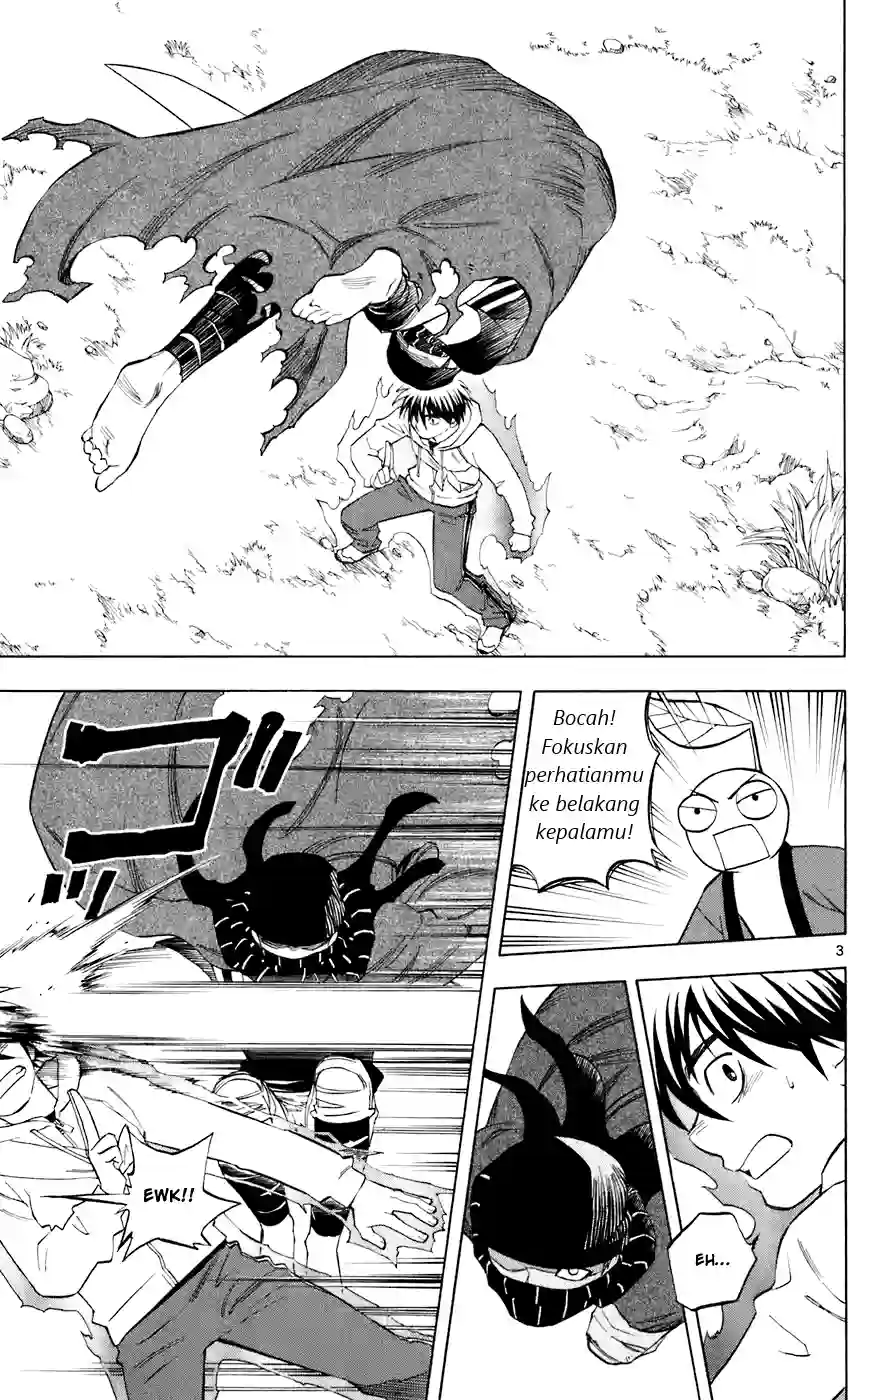 Bocah!
Fokuskan
perhatianmu
ke belakang
kepalamu!
3
EH...
ゴッ
EWK!!